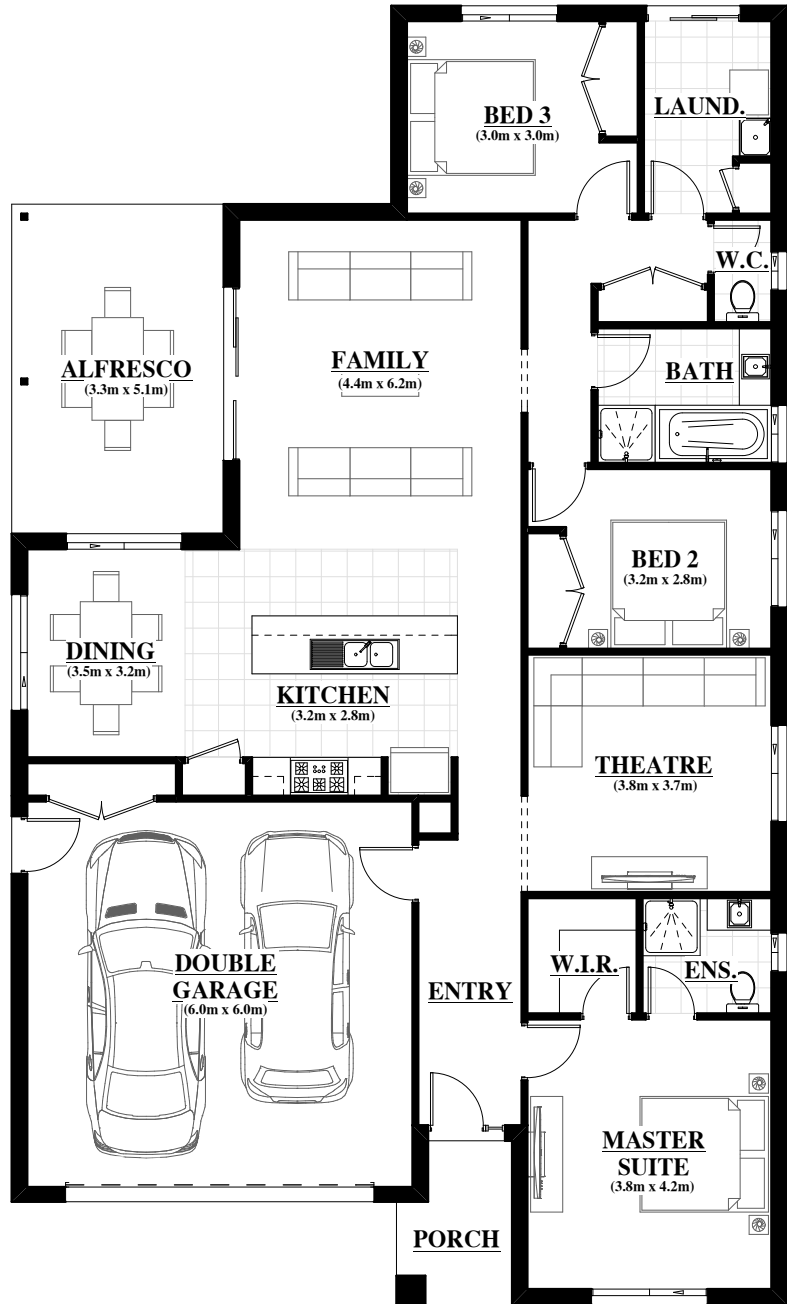 BED 3
(3.0m x 3.0m)
LAUND.
W.C.
ALFRESCO
(3.3m x 5.1m)
FAMILY
(4.4m x 6.2m)
BATH
BED 2
(3.2m x 2.8m)
DINING
(3.5m x 3.2m)
KITCHEN
(3.2m x 2.8m)
THEATRE
(3.8m x 3.7m)
DOUBLE
GARAGE
(6.0m x 6.0m)
ENTRY
W.I.R.
ENS.
MASTER
SUITE
(3.8m x 4.2m)
PORCH